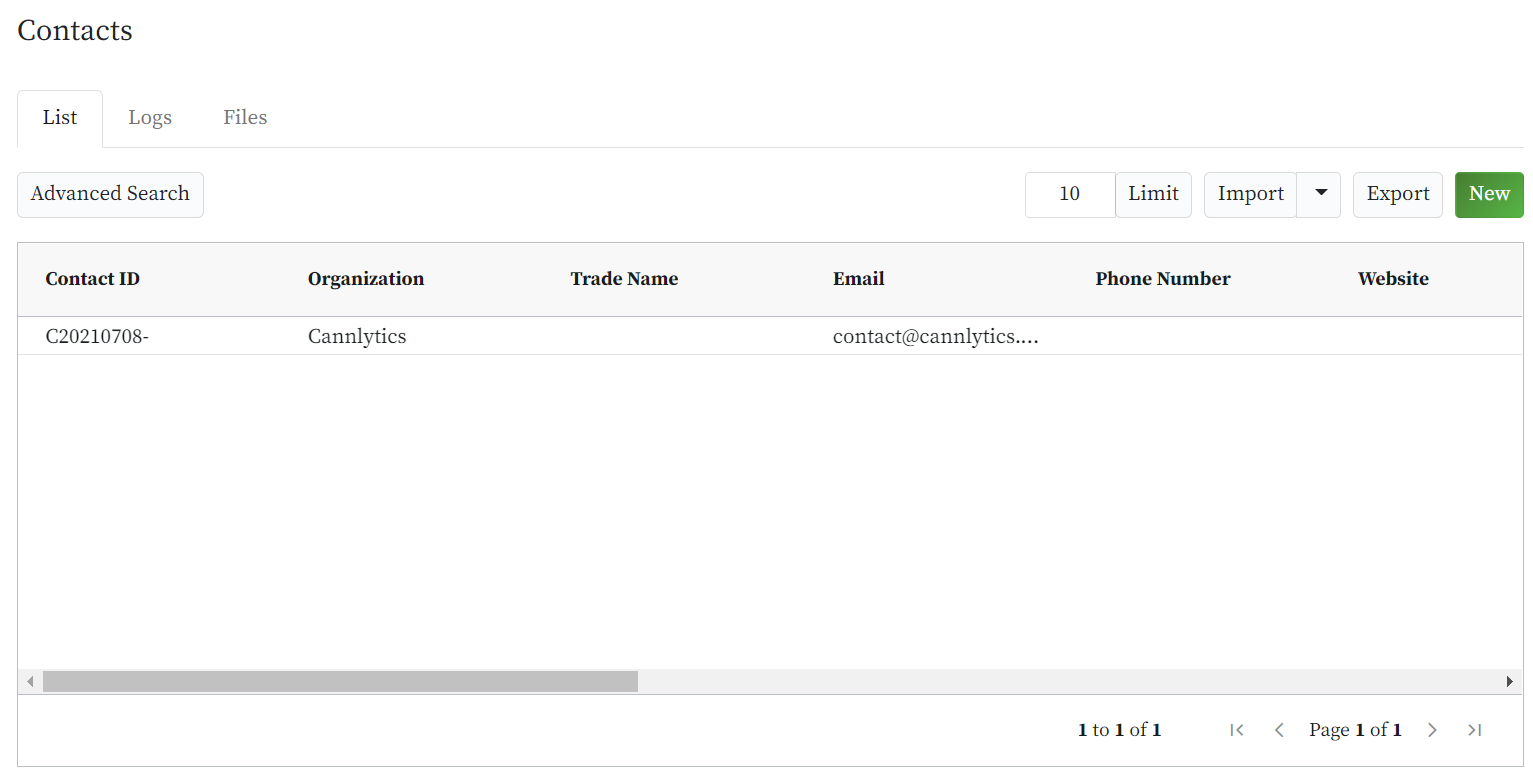 Contacts
List Logs Files
Advanced Search 10 Limit Import Export New
Contact ID Organization Trade Name Email Phone Number Website
C20210708- Cannlytics contact@cannlytics....
1 to 1 of 1 Page 1 of 1